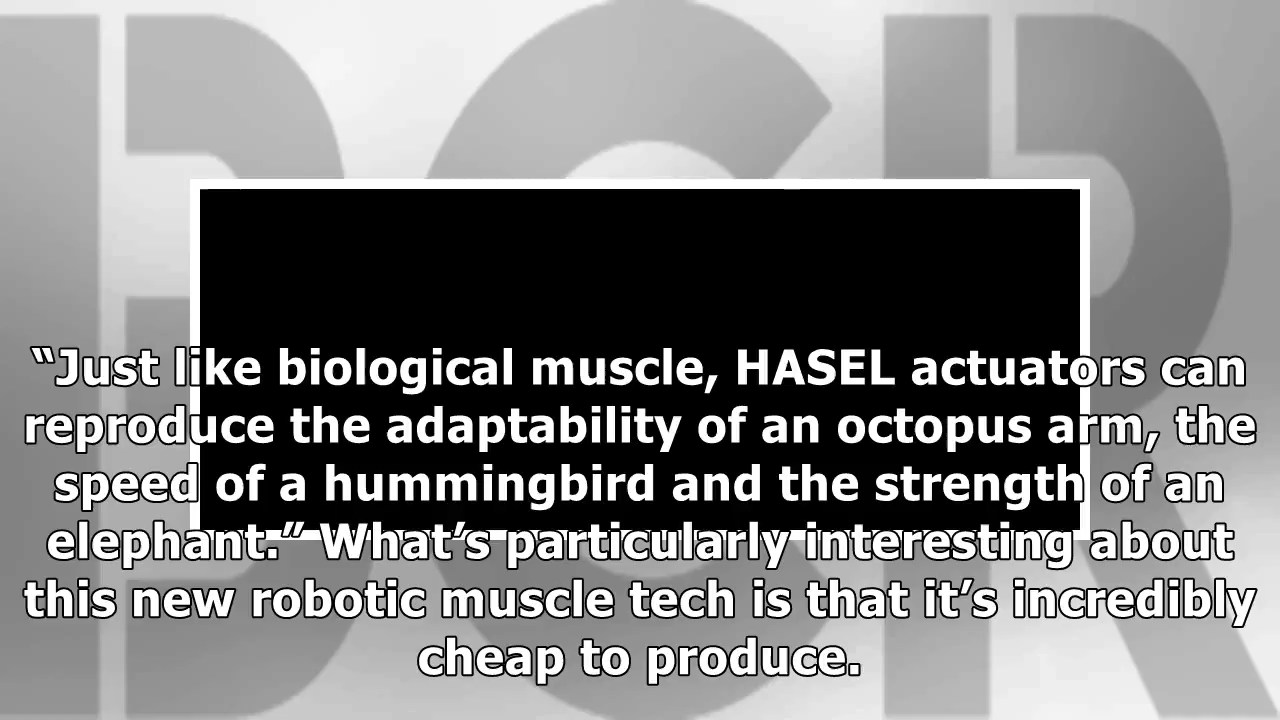 “Just like biological muscle, HASEL actuators can
reproduce the adaptability of an octopus arm, the
speed of a hummingbird and the strength of an
elephant.” What’s particularly interesting about
this new robotic muscle tech is that it’s incredibly
cheap to produce.